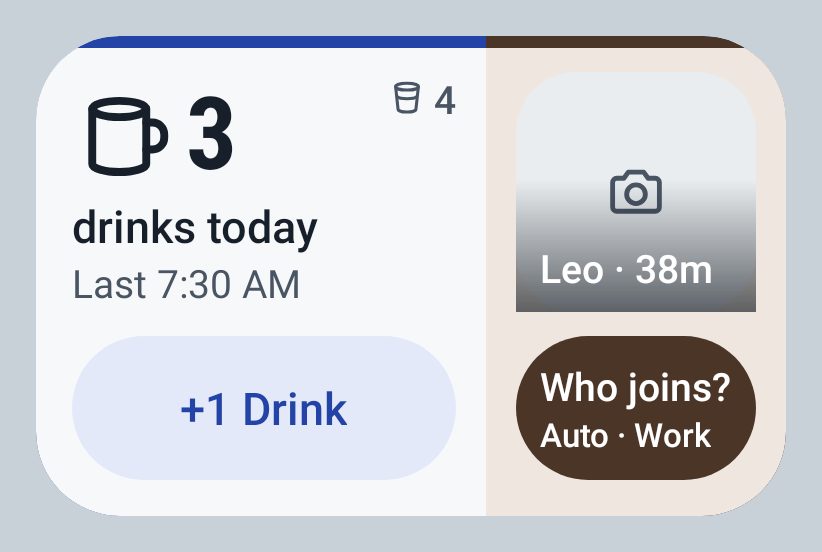 3
4
drinks today
Last 7:30 AM
+1 Drink
Leo · 38m
Who joins?
Auto · Work